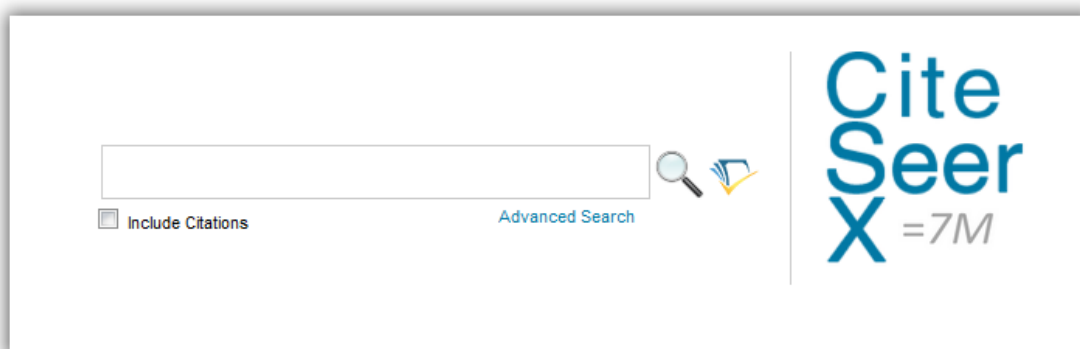 Include Citations
Advanced Search
Cite
Seer
X =7M